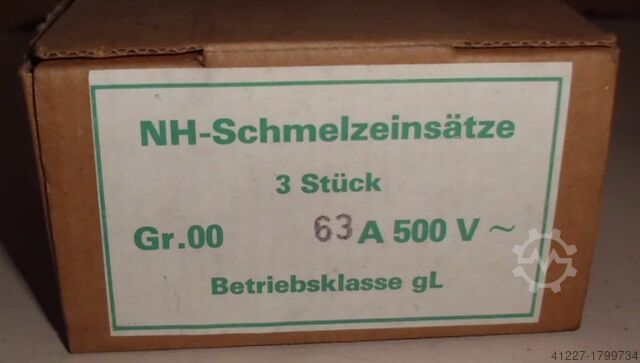 NH-Schmelzeinsätze
3 Stück
Gr.00 63 A 500 V ~
Betriebsklasse gL
41227-1799734